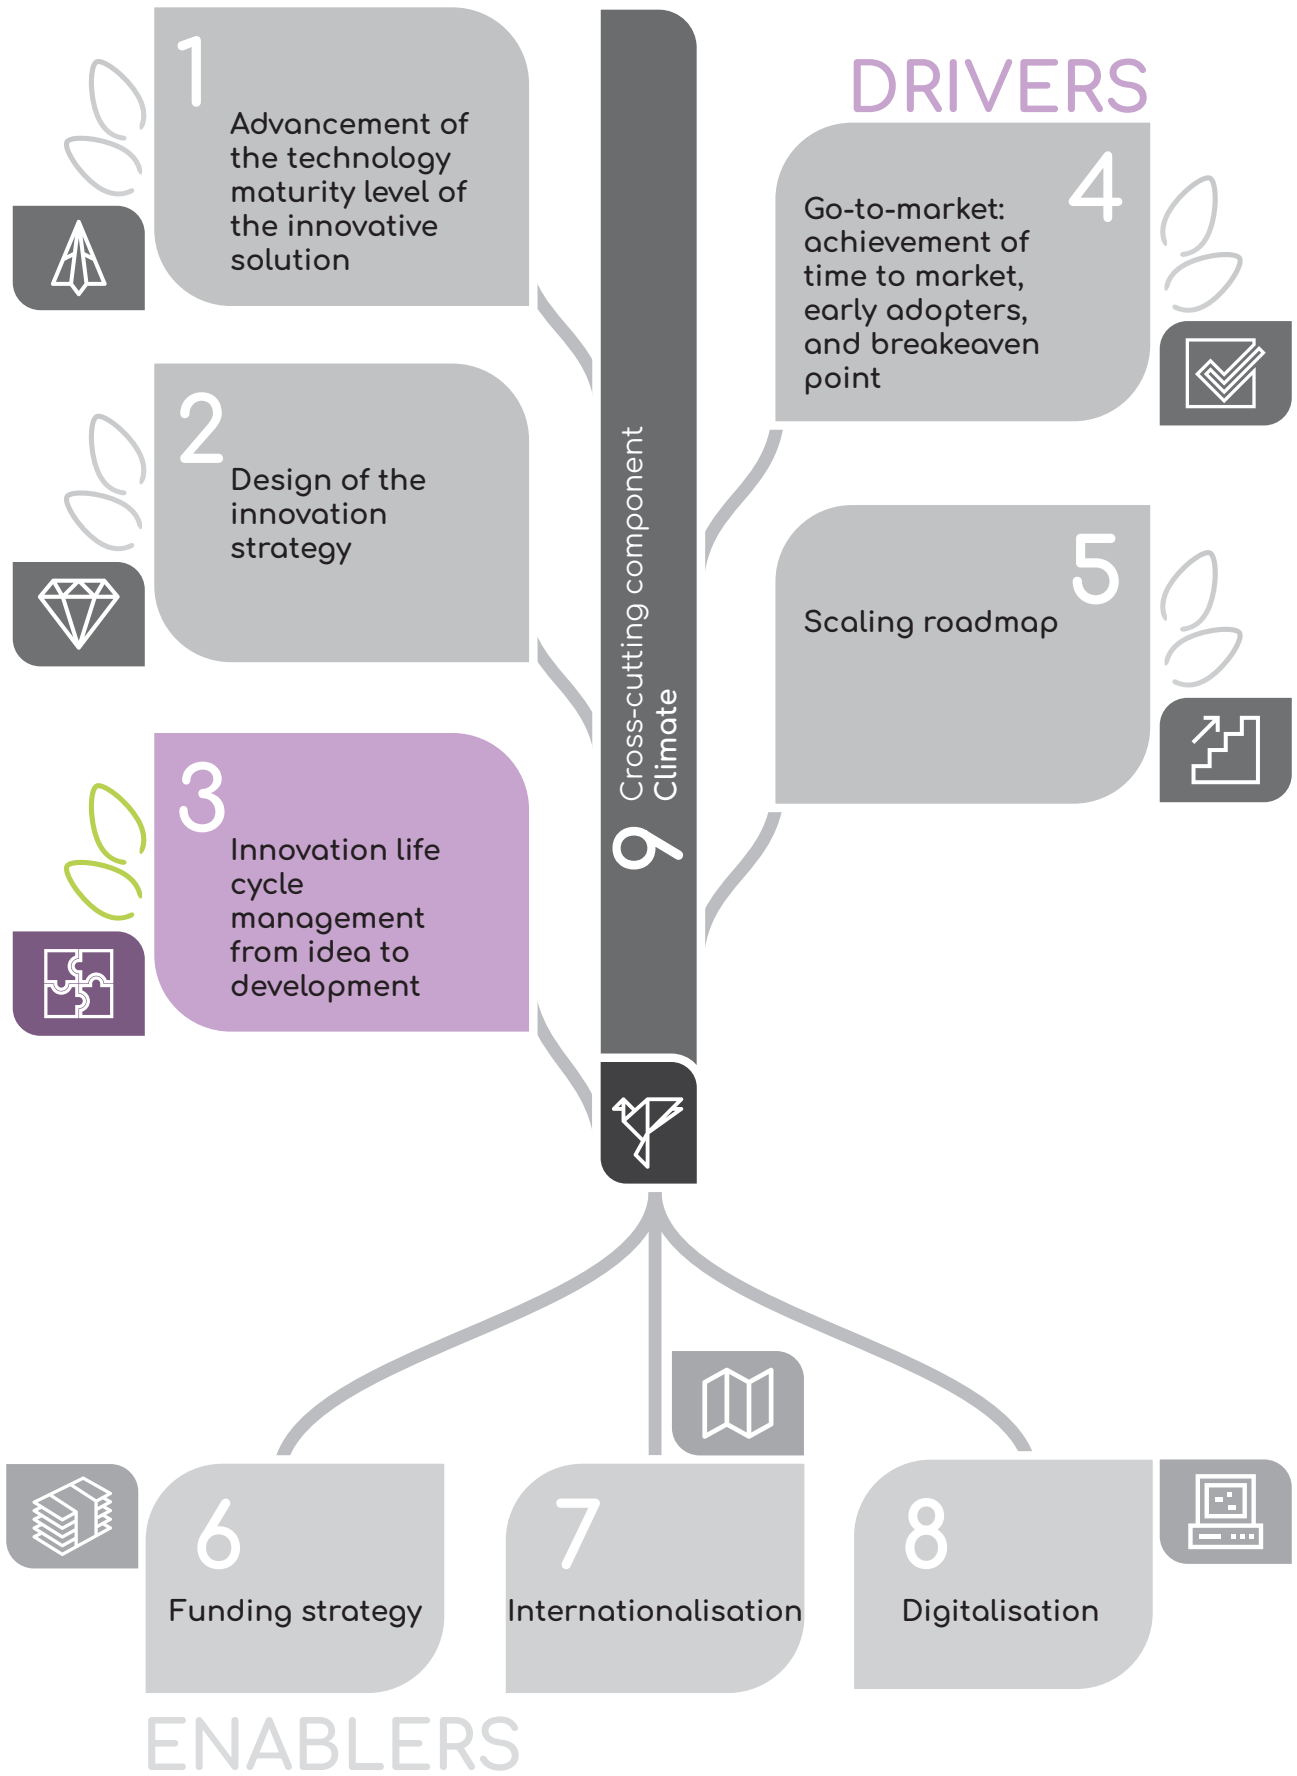 1
Advancement of
the technology
maturity level of
the innovative
solution
2
Design of the
innovation
strategy
3
Innovation life
cycle
management
from idea to
development
9
Cross-cutting component
Climate
DRIVERS
4
Go-to-market:
achievement of
time to market,
early adopters,
and breakeaven
point
5
Scaling roadmap
6
Funding strategy
7
Internationalisation
8
Digitalisation
ENABLERS